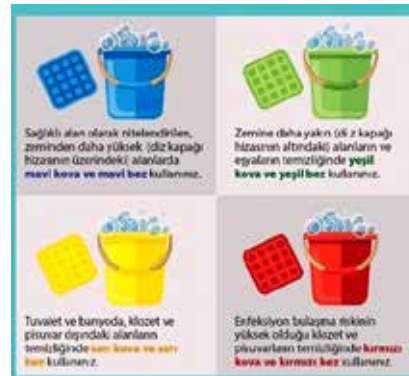 Sağlıklı alan olarak nitelendirilen,
zeminden daha yüksek (diz kapağı
hizasının üzerindeki) alanlarda
mavi kova ve mavi bez kullanınız.
Zemine daha yakın (di z kapağı
hizasının altındaki) alanların ve
eşyaların temizliğinde yeşil
kova ve yeşil bez kullanınız.
Tuvalet ve banyoda, klozet ve
pisuvar dışındaki alanların
temizliğinde sarı kova ve sarı
bez kullanınız.
Enfeksiyon bulaşma riskinin
yüksek olduğu klozet ve
pisuvarların temizliğinde kırmızı
kova ve kırmızı bez kullanınız.